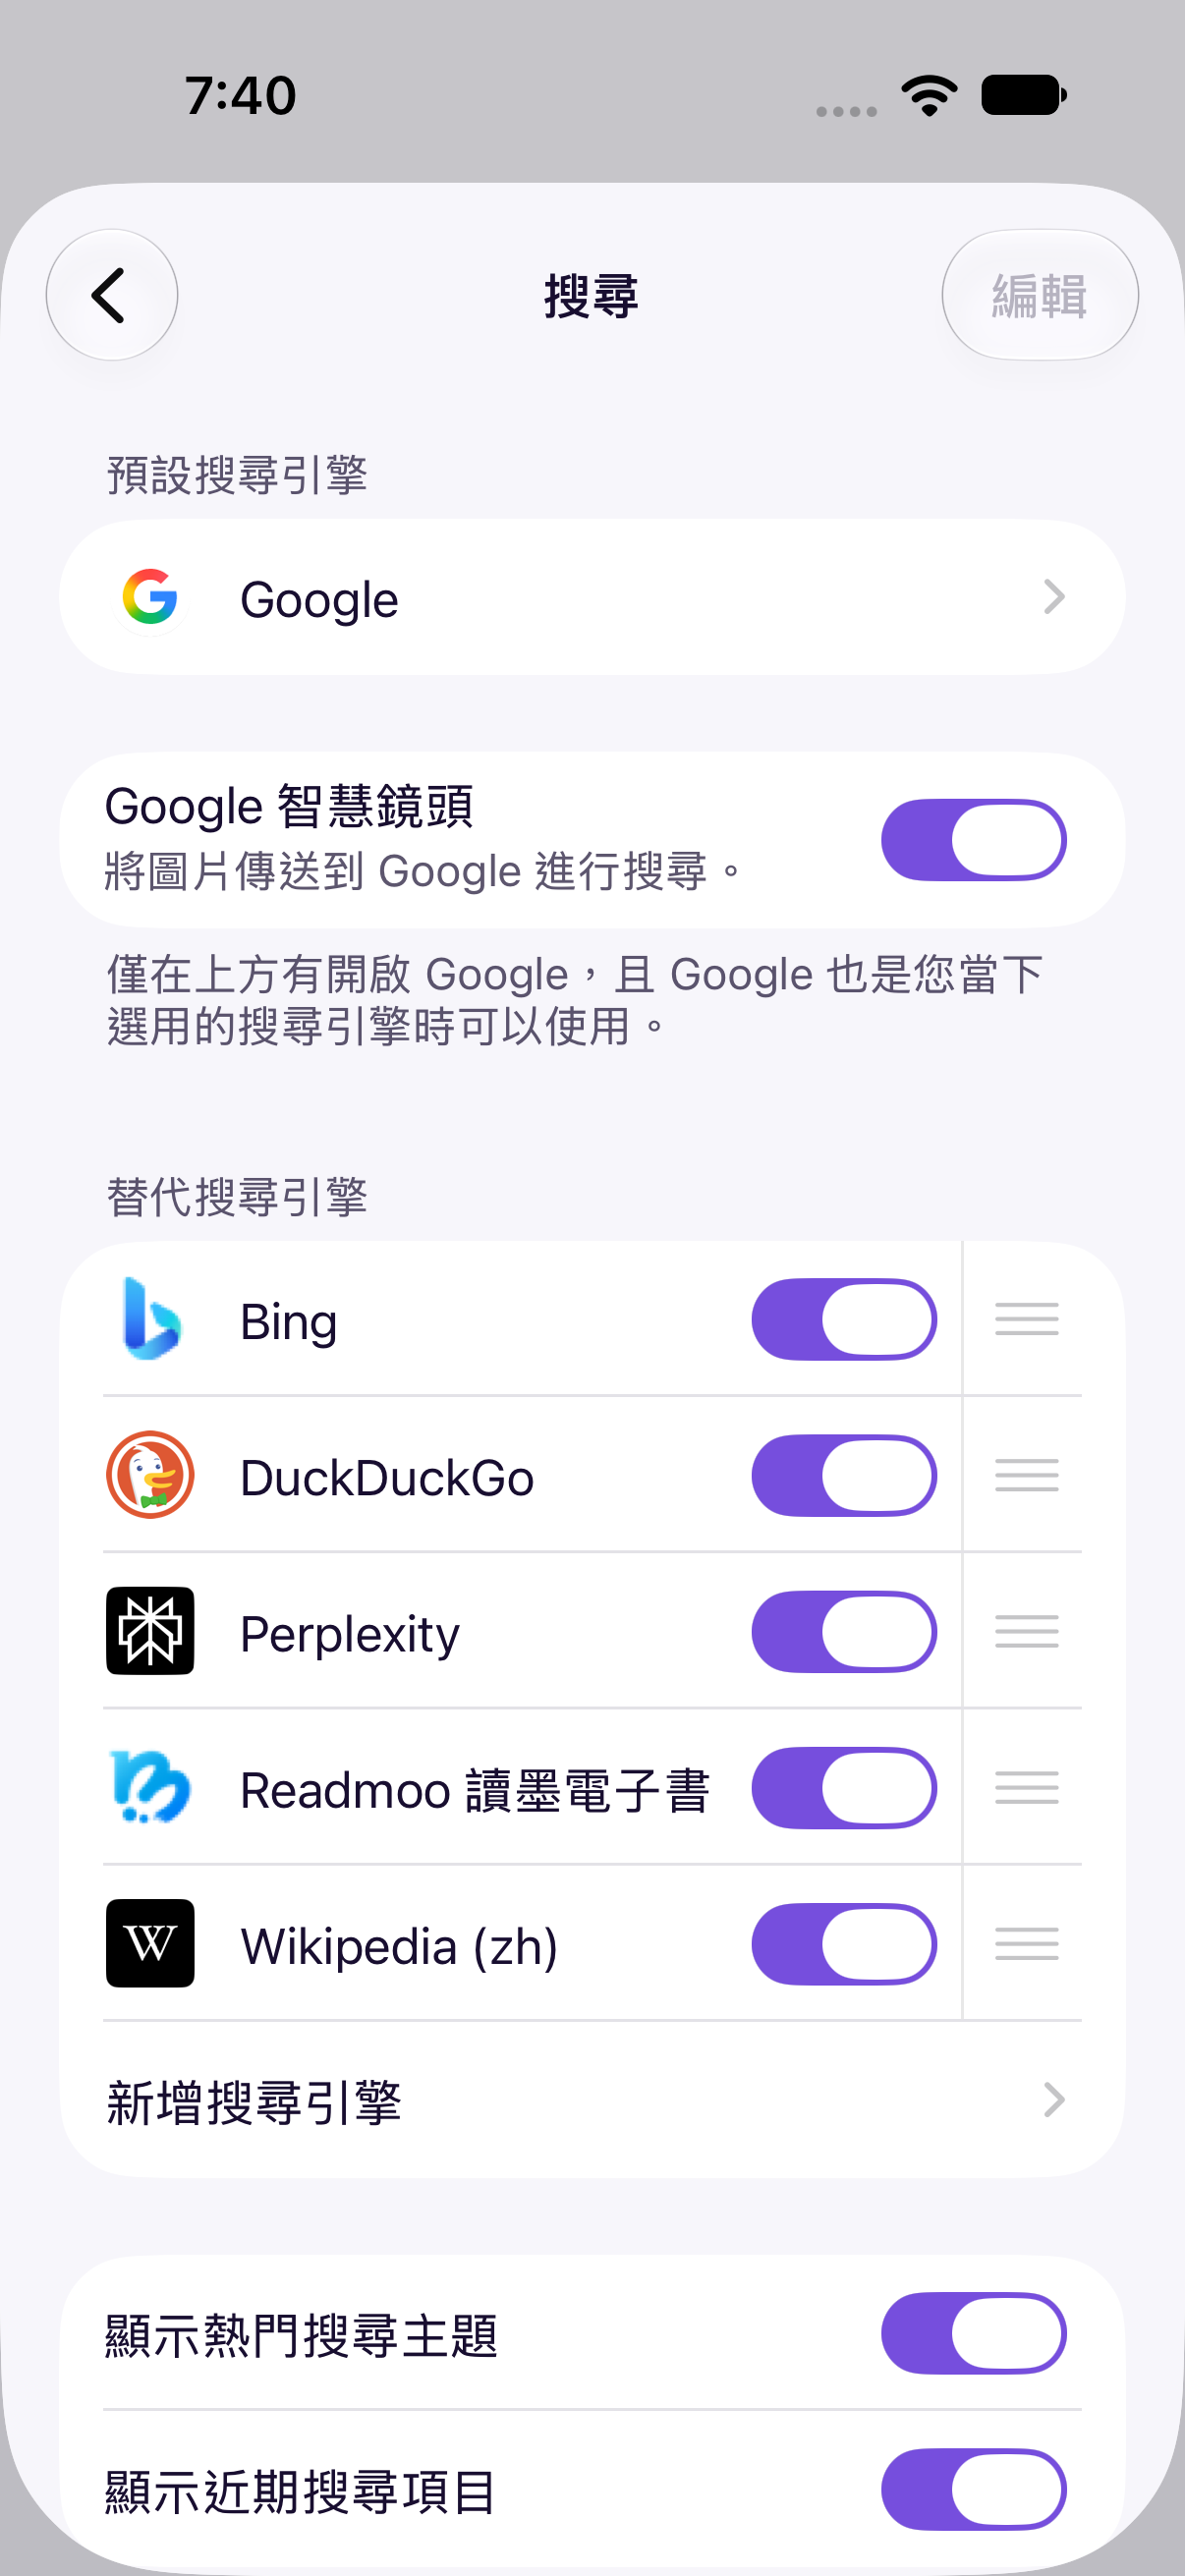 7:40
搜尋
編輯
預設搜尋引擎
Google
Google 智慧鏡頭
將圖片傳送到 Google 進行搜尋。
僅在上方有開啟 Google，且 Google 也是您當下
選用的搜尋引擎時可以使用。
替代搜尋引擎
Bing
DuckDuckGo
Perplexity
Readmoo 讀墨電子書
W
Wikipedia (zh)
新增搜尋引擎
顯示熱門搜尋主題
顯示近期搜尋項目